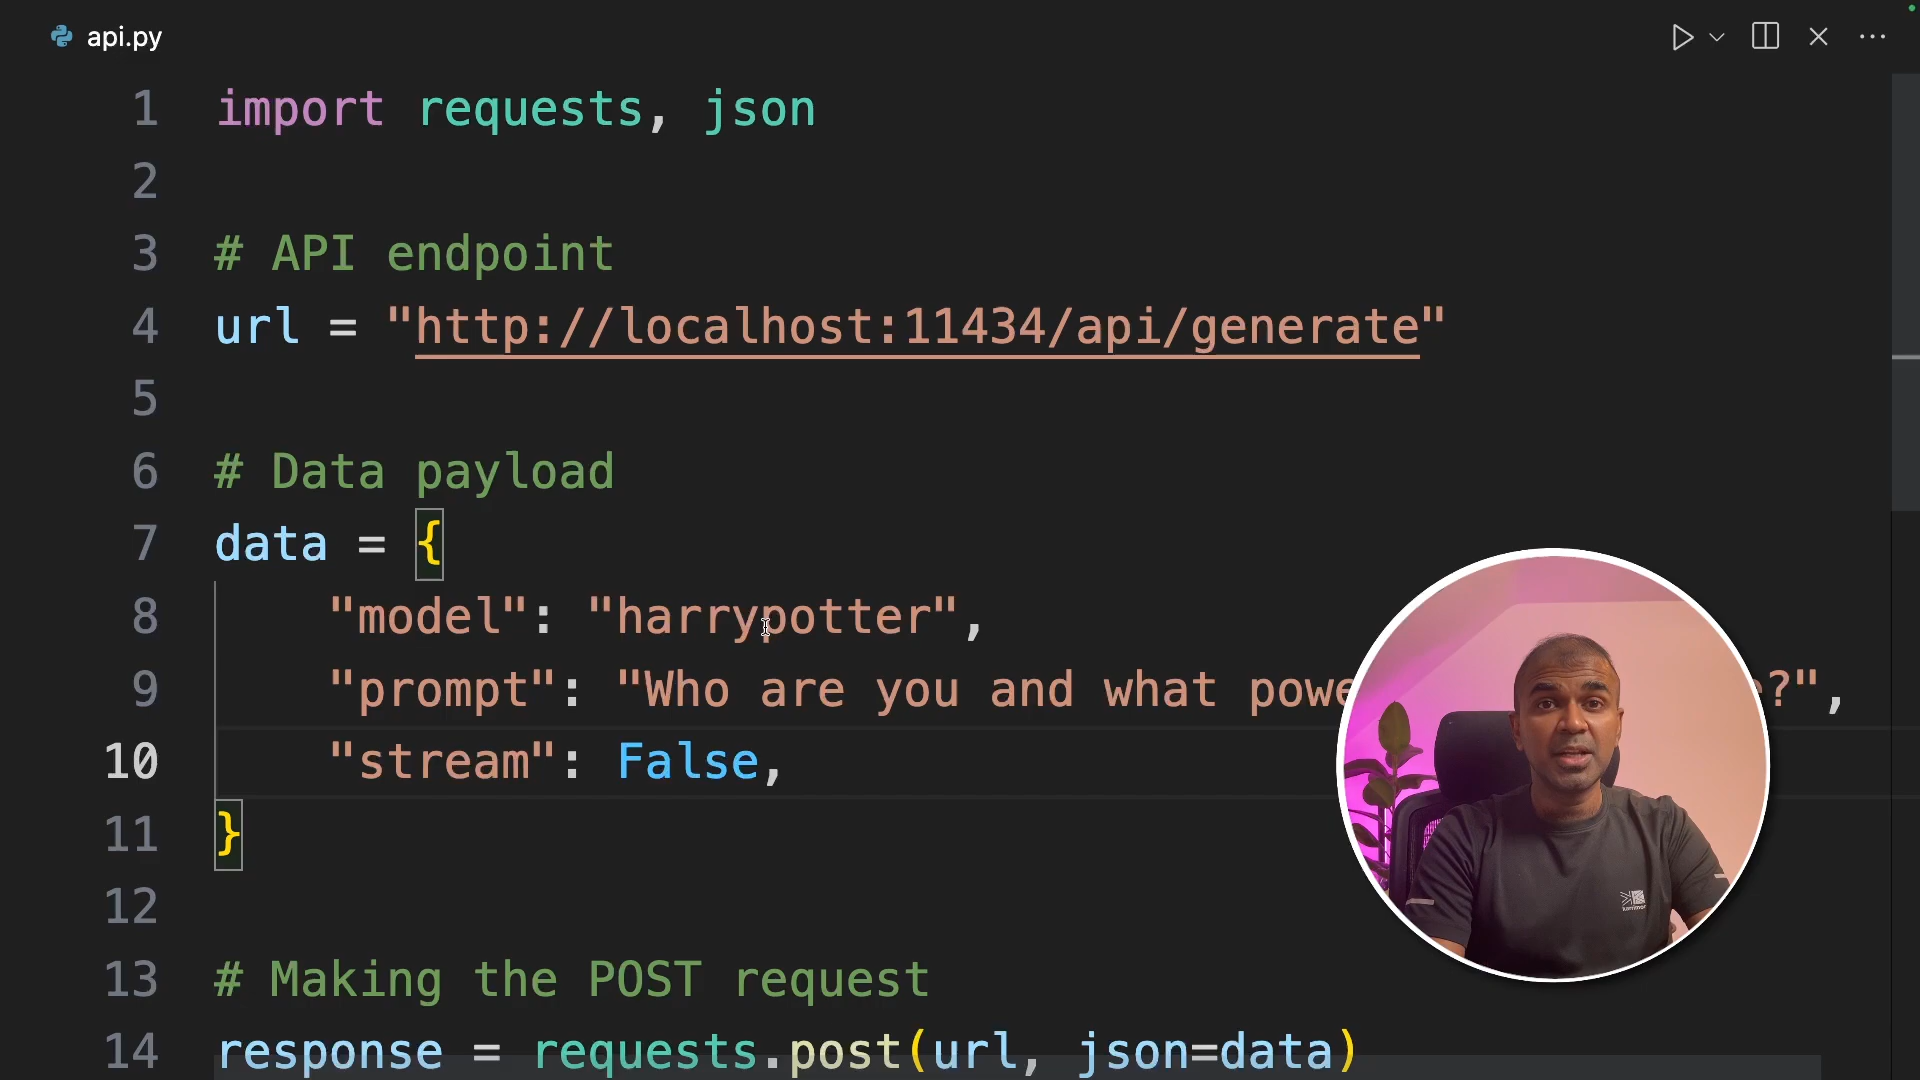 api.py
1 import requests, json
2
3 # API endpoint
4 url = "http://localhost:11434/api/generate"
5
6 # Data payload
7 data = {
8 "model": "harrypotter",
9 "prompt": "Who are you and what ?",
10 "stream": False,
11 }
12
13 # Making the POST request
14 response = requests.post(url, json=data)